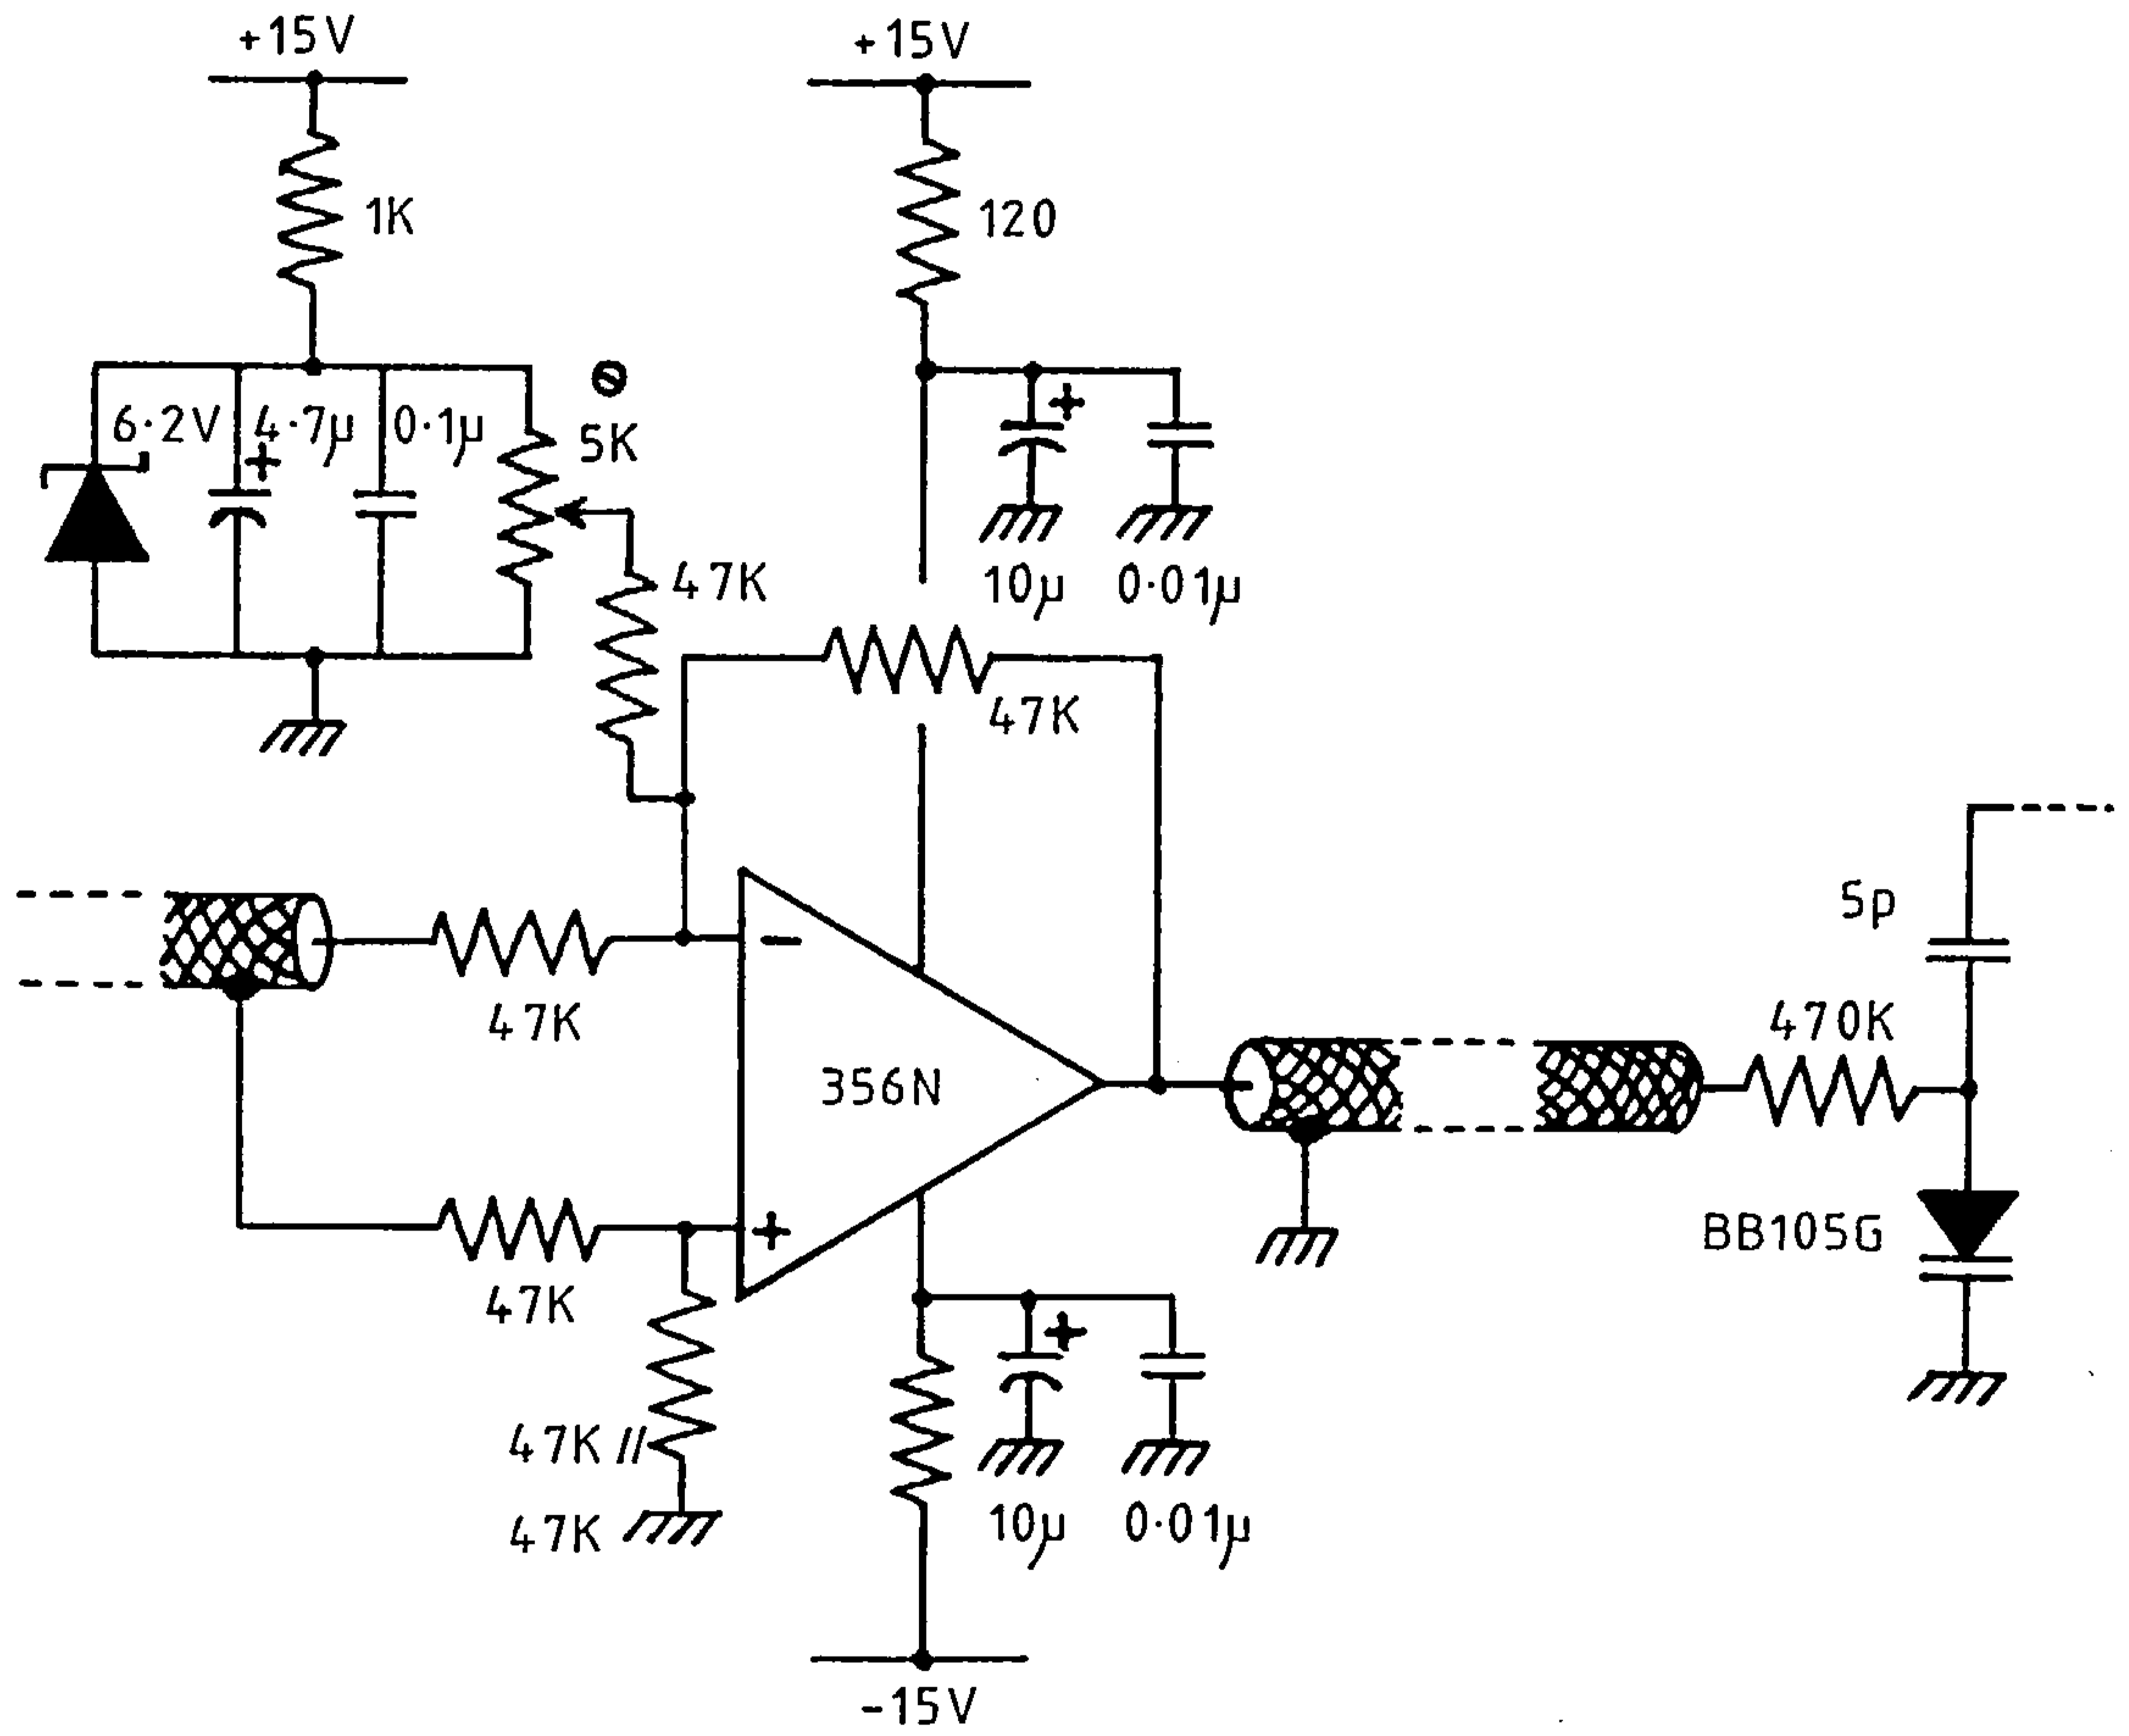 +15V
+15V
1K
120
6·2V
4·7µ
+
0·1µ
5K
+
47K
10µ
0·01µ
47K
5p
−
47K
470K
356N
+
BB105G
47K
+
47K //
47K
10µ
0·01µ
-15V